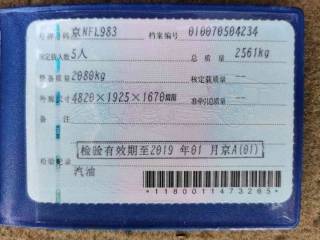 号牌号码 京NFL983 档案编号 010070504234
核定载人数 5人 总质量 2561kg
整备质量 2080kg 核定载质量 --
外廓尺寸 4820×1925×1670mm 准牵引总质量 --
备注
检验有效期至2019年01月京A(01)
检验记录
汽油
*1180011473265*